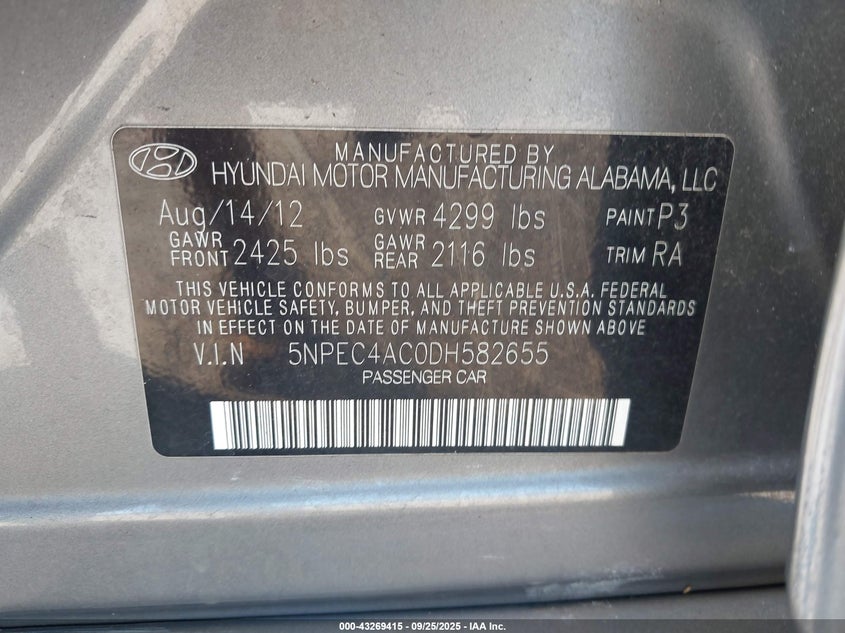 MANUFACTURED BY
HYUNDAI MOTOR MANUFACTURING ALABAMA, LLC
Aug/14/12 GVWR 4299 lbs PAINT P3
GAWR FRONT 2425 lbs GAWR REAR 2116 lbs TRIM RA
THIS VEHICLE CONFORMS TO ALL APPLICABLE U.S.A. FEDERAL
MOTOR VEHICLE SAFETY, BUMPER, AND THEFT PREVENTION STANDARDS
IN EFFECT ON THE DATE OF MANUFACTURE SHOWN ABOVE
V.I.N 5NPEC4AC0DH582655
PASSENGER CAR
000-43269415 - 09/25/2025 - IAA Inc.